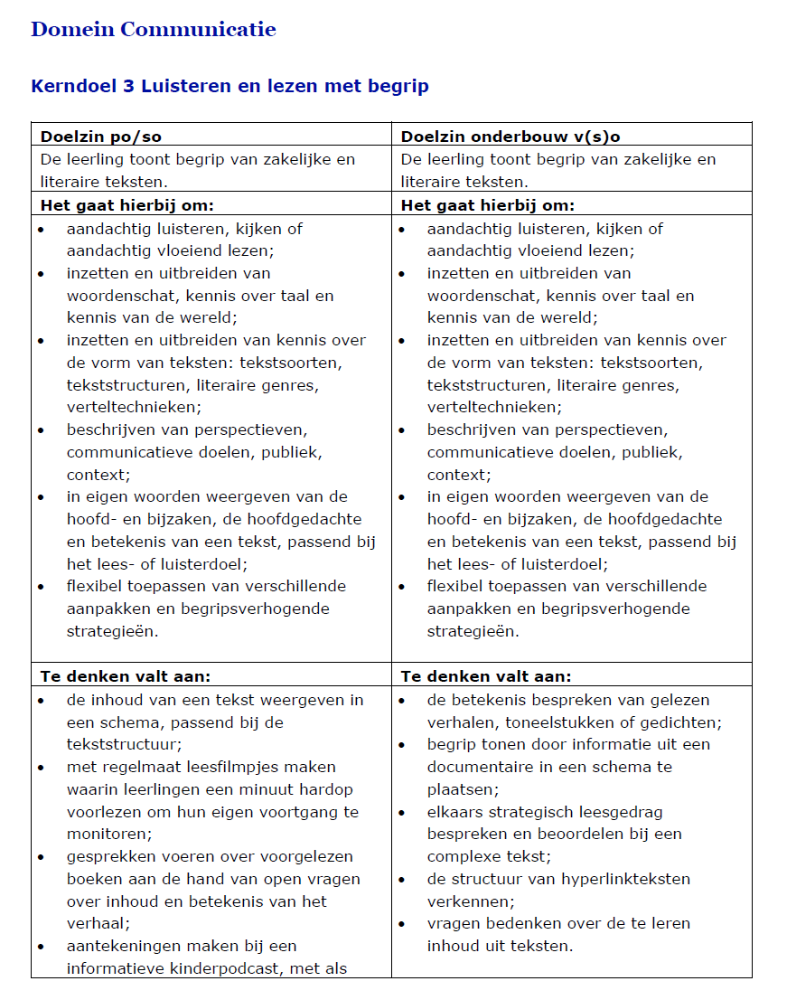 Domein Communicatie
Kerndoel 3 Luisteren en lezen met begrip
Doelzin po/so
De leerling toont begrip van zakelijke en
literaire teksten.
Het gaat hierbij om:
• aandachtig luisteren, kijken of
aandachtig vloeiend lezen;
• inzetten en uitbreiden van
woordenschat, kennis over taal en
kennis van de wereld;
• inzetten en uitbreiden van kennis over
de vorm van teksten: tekstsoorten,
tekststructuren, literaire genres,
verteltechnieken;
• beschrijven van perspectieven,
communicatieve doelen, publiek,
context;
• in eigen woorden weergeven van de
hoofd- en bijzaken, de hoofdgedachte
en betekenis van een tekst, passend bij
het lees- of luisterdoel;
• flexibel toepassen van verschillende
aanpakken en begripsverhogende
strategieën.
Te denken valt aan:
• de inhoud van een tekst weergeven in
een schema, passend bij de
tekststructuur;
• met regelmaat leesfilmpjes maken
waarin leerlingen een minuut hardop
voorlezen om hun eigen voortgang te
monitoren;
• gesprekken voeren over voorgelezen
boeken aan de hand van open vragen
over inhoud en betekenis van het
verhaal;
• aantekeningen maken bij een
informatieve kinderpodcast, met als
Doelzin onderbouw v(s)o
De leerling toont begrip van zakelijke en
literaire teksten.
Het gaat hierbij om:
• aandachtig luisteren, kijken of
aandachtig vloeiend lezen;
• inzetten en uitbreiden van
woordenschat, kennis over taal en
kennis van de wereld;
• inzetten en uitbreiden van kennis over
de vorm van teksten: tekstsoorten,
tekststructuren, literaire genres,
verteltechnieken;
• beschrijven van perspectieven,
communicatieve doelen, publiek,
context;
• in eigen woorden weergeven van de
hoofd- en bijzaken, de hoofdgedachte
en betekenis van een tekst, passend bij
het lees- of luisterdoel;
• flexibel toepassen van verschillende
aanpakken en begripsverhogende
strategieën.
Te denken valt aan:
• de betekenis bespreken van gelezen
verhalen, toneelstukken of gedichten;
• begrip tonen door informatie uit een
documentaire in een schema te
plaatsen;
• elkaars strategisch leesgedrag
bespreken en beoordelen bij een
complexe tekst;
• de structuur van hyperlinkteksten
verkennen;
• vragen bedenken over de te leren
inhoud uit teksten.